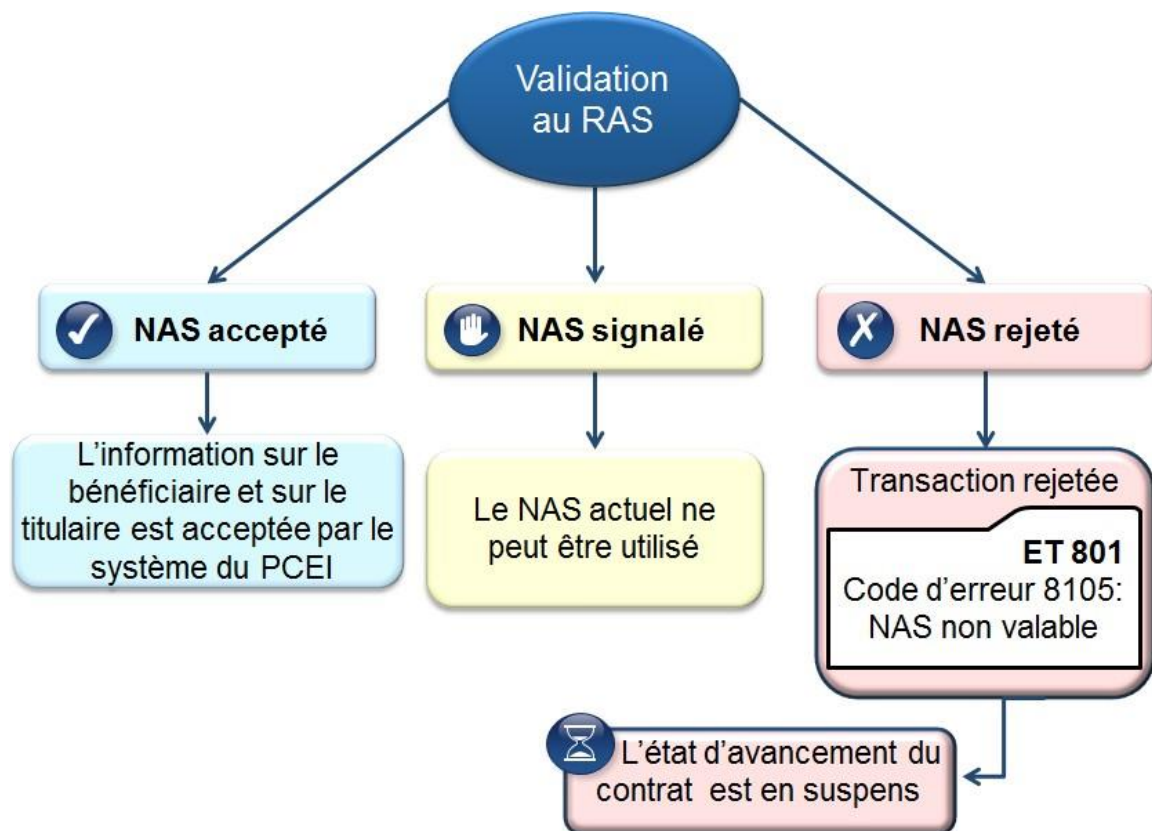 Validation
au RAS
NAS accepté
NAS signalé
NAS rejeté
L'information sur le
bénéficiaire et sur le
titulaire est acceptée par le
système du PCEI
Le NAS actuel ne
peut être utilisé
Transaction rejetée
ET 801
Code d'erreur 8105:
NAS non valable
L'état d'avancement du
contrat est en suspens